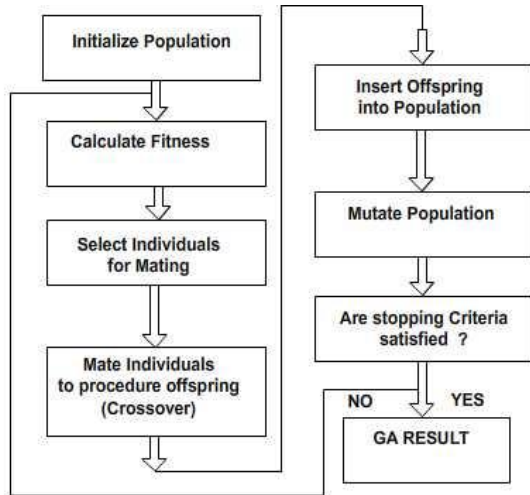 Initialize Population
Calculate Fitness
Select Individuals
for Mating
Mate Individuals
to procedure offspring
(Crossover)
Insert Offspring
into Population
Mutate Population
Are stopping Criteria
satisfied ?
NO YES
GA RESULT